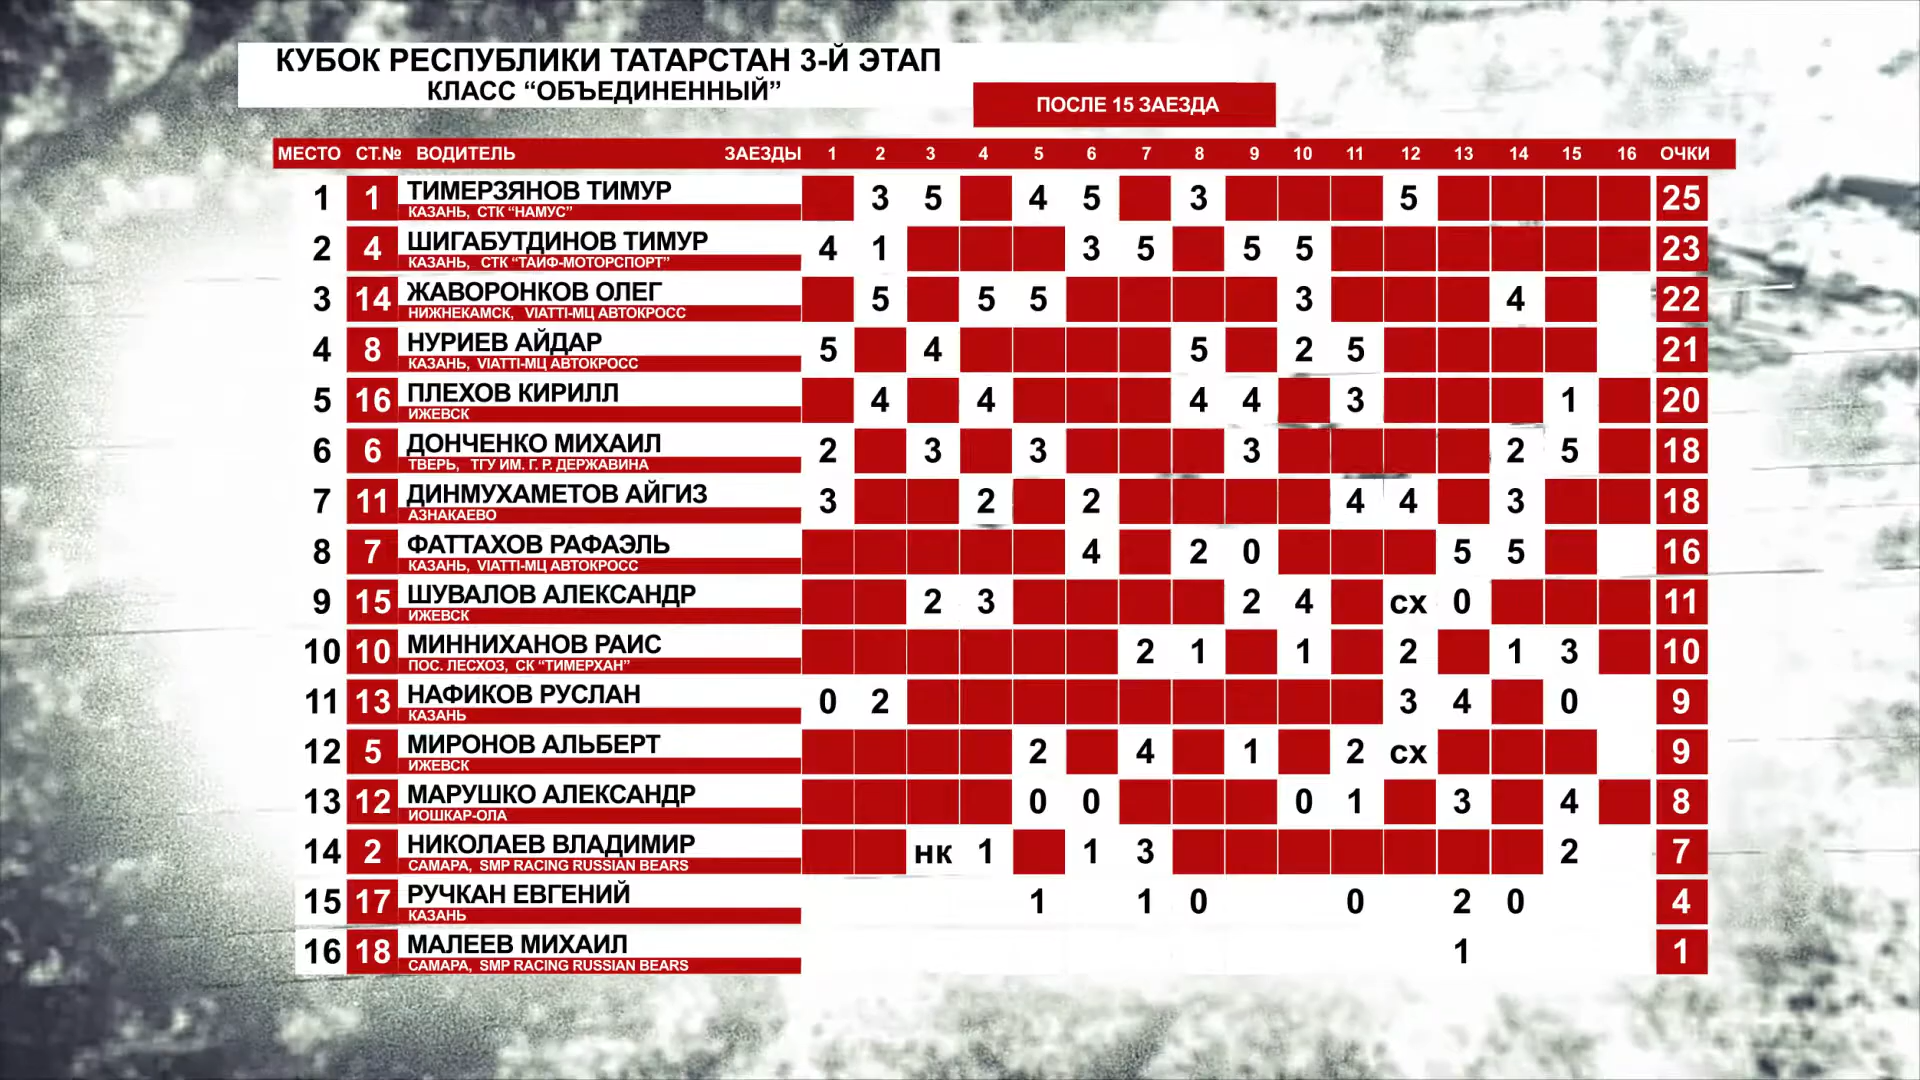 КУБОК РЕСПУБЛИКИ ТАТАРСТАН 3-Й ЭТАП
КЛАСС “ОБЪЕДИНЕННЫЙ”
ПОСЛЕ 15 ЗАЕЗДА
МЕСТО СТ.№ ВОДИТЕЛЬ ЗАЕЗДЫ 1 2 3 4 5 6 7 8 9 10 11 12 13 14 15 16 ОЧКИ
1 1 ТИМЕРЗЯНОВ ТИМУР 3 5 4 5 3 5 25
КАЗАНЬ, СТК “НАМУС”
2 4 ШИГАБУТДИНОВ ТИМУР 4 1 3 5 5 5 23
КАЗАНЬ, СТК “ТАИФ-МОТОРСПОРТ”
3 14 ЖАВОРОНКОВ ОЛЕГ 5 5 5 3 4 22
НИЖНЕКАМСК, VIATTI-МЦ АВТОКРОСС
4 8 НУРИЕВ АЙДАР 5 4 5 2 5 21
КАЗАНЬ, VIATTI-МЦ АВТОКРОСС
5 16 ПЛЕХОВ КИРИЛЛ 4 4 4 4 3 1 20
ИЖЕВСК
6 6 ДОНЧЕНКО МИХАИЛ 2 3 3 3 2 5 18
ТВЕРЬ, ТГУ ИМ. Г. Р. ДЕРЖАВИНА
7 11 ДИНМУХАМЕТОВ АЙГИЗ 3 2 2 4 4 3 18
АЗНАКАЕВО
8 7 ФАТТАХОВ РАФАЭЛЬ 4 2 0 5 5 16
КАЗАНЬ, VIATTI-МЦ АВТОКРОСС
9 15 ШУВАЛОВ АЛЕКСАНДР 2 3 2 4 сх 0 11
ИЖЕВСК
10 10 МИННИХАНОВ РАИС 2 1 1 2 1 3 10
ПОС. ЛЕСХОЗ, СК “ТИМЕРХАН”
11 13 НАФИКОВ РУСЛАН 0 2 3 4 0 9
КАЗАНЬ
12 5 МИРОНОВ АЛЬБЕРТ 2 4 1 2 сх 9
ИЖЕВСК
13 12 МАРУШКО АЛЕКСАНДР 0 0 0 1 3 4 8
ИОШКАР-ОЛА
14 2 НИКОЛАЕВ ВЛАДИМИР нк 1 1 3 2 7
САМАРА, SMP RACING RUSSIAN BEARS
15 17 РУЧКАН ЕВГЕНИЙ 1 1 0 0 2 0 4
КАЗАНЬ
16 18 МАЛЕЕВ МИХАИЛ 1 1
САМАРА, SMP RACING RUSSIAN BEARS